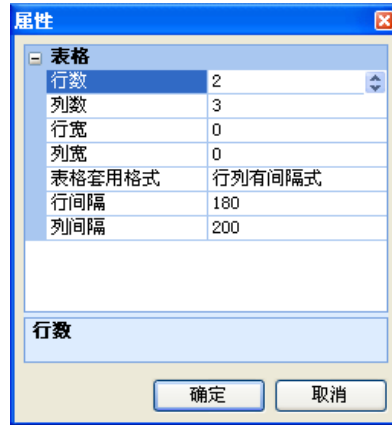 属性
表格
行数 2
列数 3
行宽 0
列宽 0
表格套用格式 行列有间隔式
行间隔 180
列间隔 200
行数
确定 取消